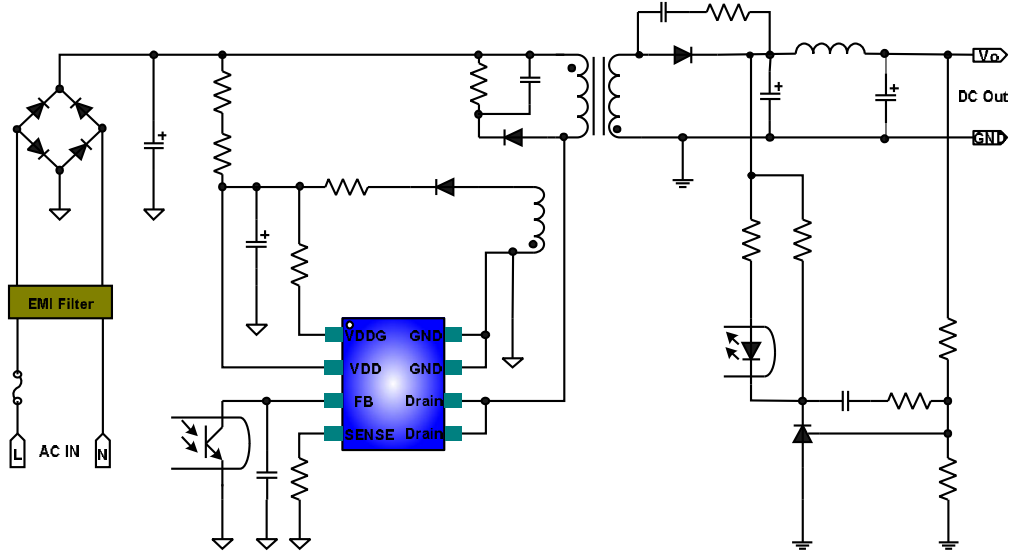 Vo
DC Out
GND
EMI Filter
VDDG GND
VDD GND
FB Drain
SENSE Drain
L AC IN N
+
+
+
+